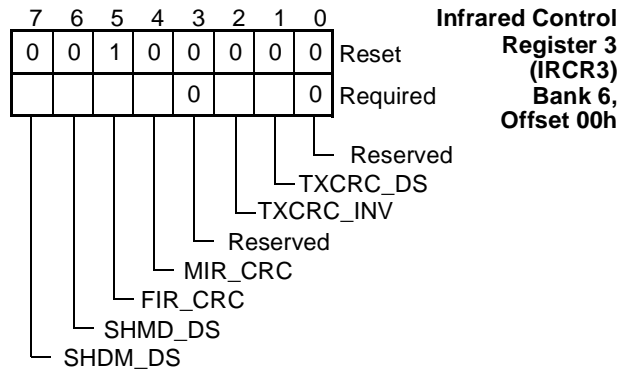 7 6 5 4 3 2 1 0
Infrared Control
Register 3
(IRCR3)
Bank 6,
Offset 00h
0 0 1 0 0 0 0 0 Reset
0 0 Required
Reserved
TXCRC_DS
TXCRC_INV
Reserved
MIR_CRC
FIR_CRC
SHMD_DS
SHDM_DS